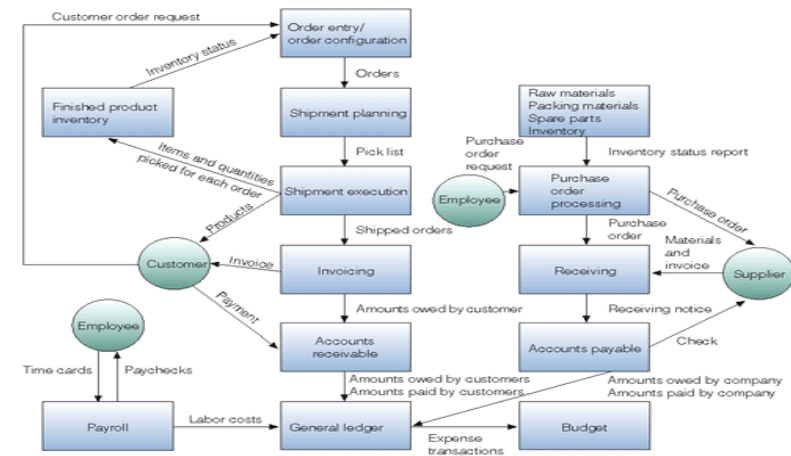 Customer order request
Order entry/
order configuration
Inventory status
Orders
Finished product
inventory
Shipment planning
Raw materials
Packing materials
Spare parts
Inventory
Pick list
Items and quantities
picked for each order
Purchase
order
request
Inventory status report
Shipment execution
Employee
Purchase
order
processing
Products
Shipped orders
Purchase
order
Purchase order
Materials
and
invoice
Customer
Invoice
Invoicing
Receiving
Supplier
Payment
Amounts owed by customer
Receiving notice
Employee
Accounts
receivable
Accounts payable
Check
Time cards
Paychecks
Amounts owed by customers
Amounts paid by customers
Amounts owed by company
Amounts paid by company
Payroll
Labor costs
General ledger
Expense
transactions
Budget